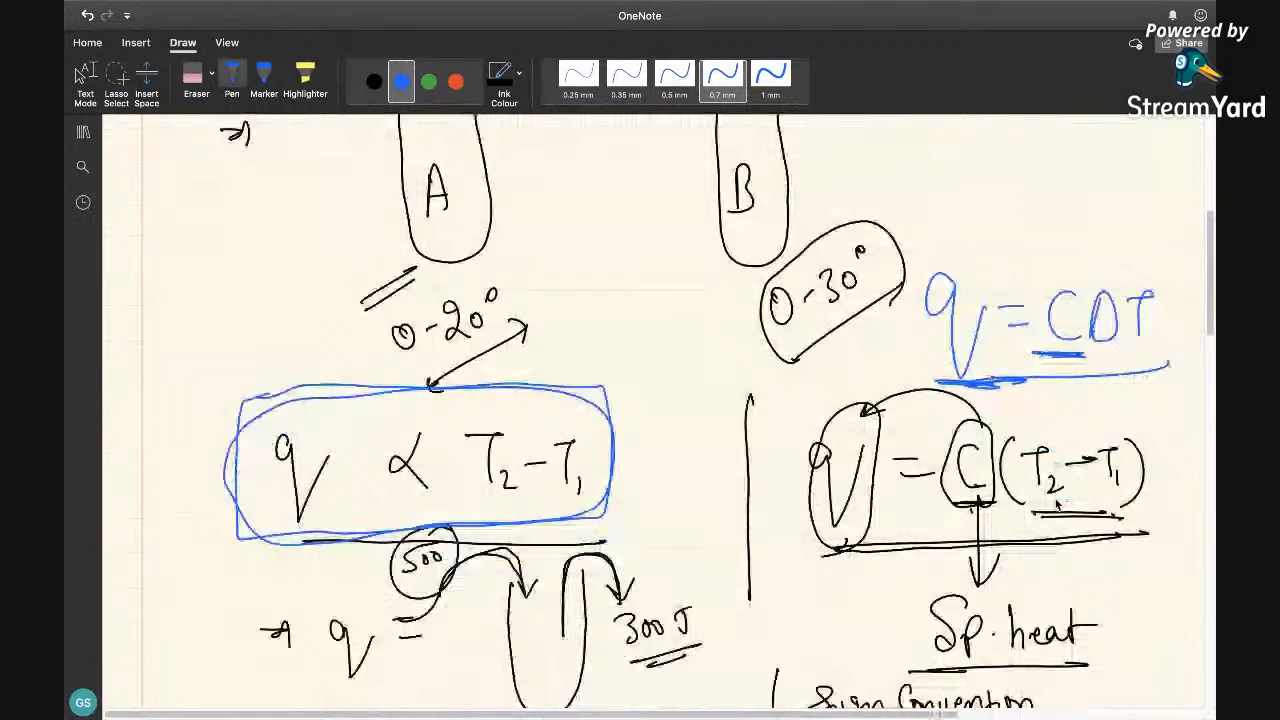 OneNote
Powered by
StreamYard
Home Insert Draw View
Share
Text Mode
Lasso Select
Insert Space
Eraser
Pen
Marker
Highlighter
Ink Colour
0.25 mm
0.35 mm
0.5 mm
0.7 mm
1 mm
A
B
0-20°
0-30°
q = CΔT
q ∝ T₂-T₁
q = C (T₂-T₁)
500
q =
300 J
Sp. heat
Sign Convention
GS